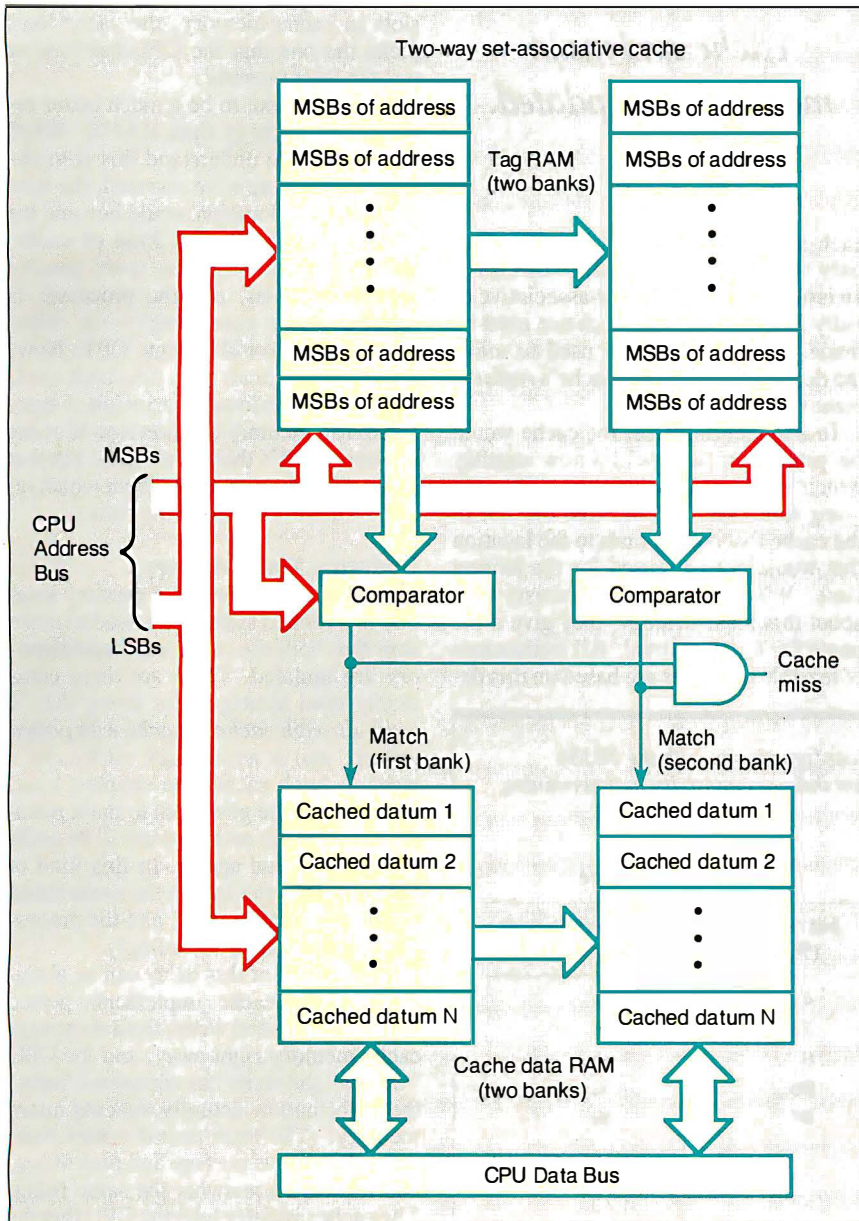 Two-way set-associative cache
MSBs of address
MSBs of address
MSBs of address
MSBs of address
Tag RAM
(two banks)
MSBs of address
MSBs of address
MSBs of address
MSBs of address
MSBs
CPU
Address
Bus
LSBs
Comparator
Comparator
Cache
miss
Match
(first bank)
Match
(second bank)
Cached datum 1
Cached datum 2
Cached datum N
Cached datum 1
Cached datum 2
Cached datum N
Cache data RAM
(two banks)
CPU Data Bus